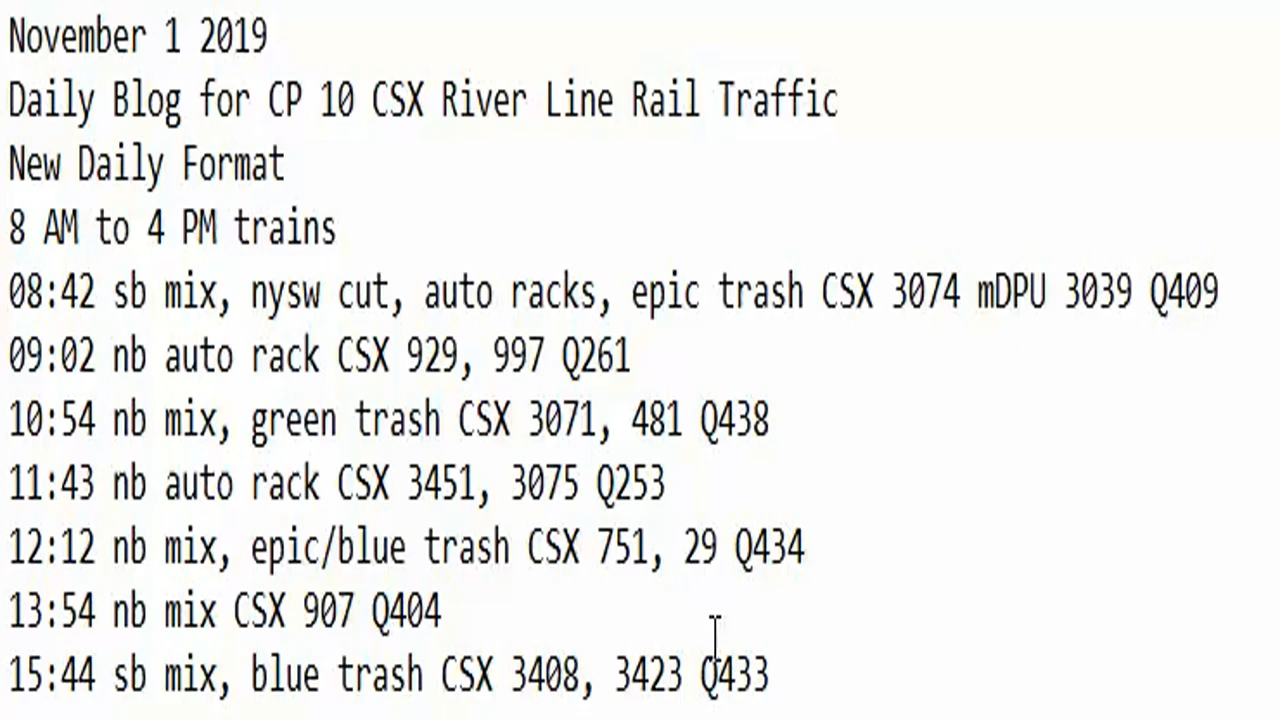 November 1 2019
Daily Blog for CP 10 CSX River Line Rail Traffic
New Daily Format
8 AM to 4 PM trains
08:42 sb mix, nysw cut, auto racks, epic trash CSX 3074 mDPU 3039 Q409
09:02 nb auto rack CSX 929, 997 Q261
10:54 nb mix, green trash CSX 3071, 481 Q438
11:43 nb auto rack CSX 3451, 3075 Q253
12:12 nb mix, epic/blue trash CSX 751, 29 Q434
13:54 nb mix CSX 907 Q404
15:44 sb mix, blue trash CSX 3408, 3423 Q433